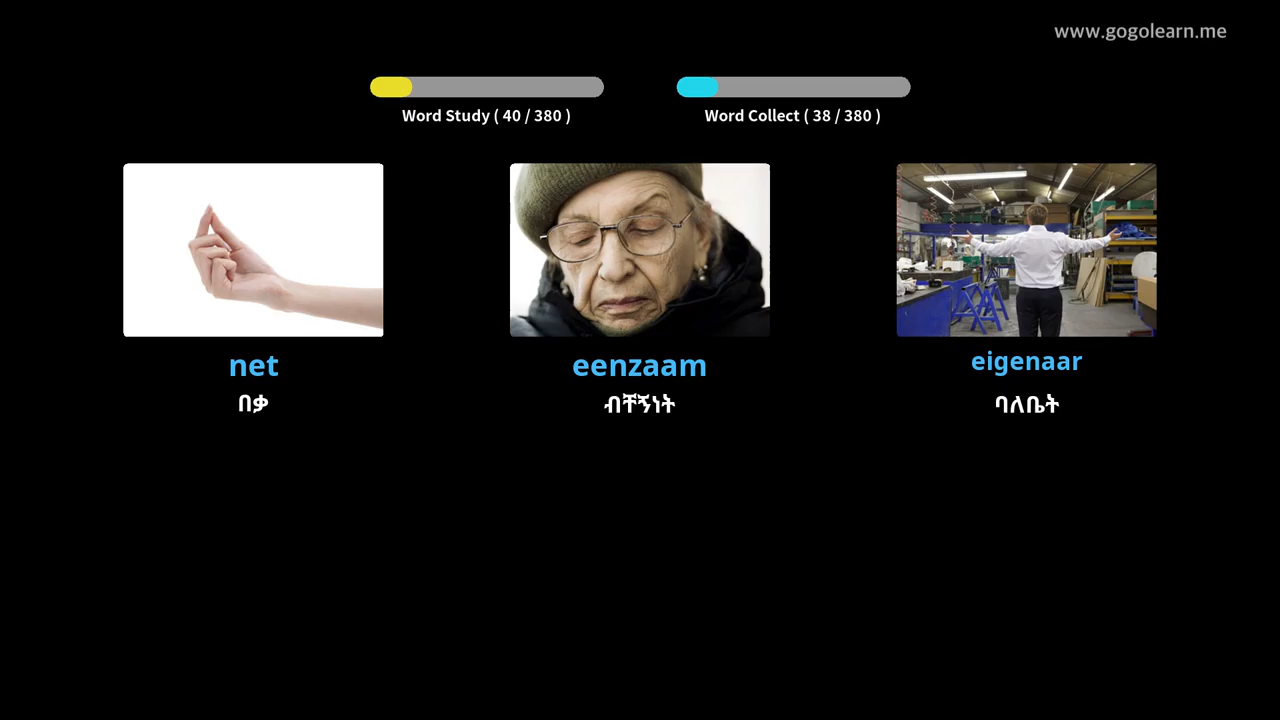 www.gogolearn.me
Word Study ( 40 / 380 )
Word Collect ( 38 / 380 )
net
eenzaam
eigenaar
በቃ
ብቸኝነት
ባለቤት